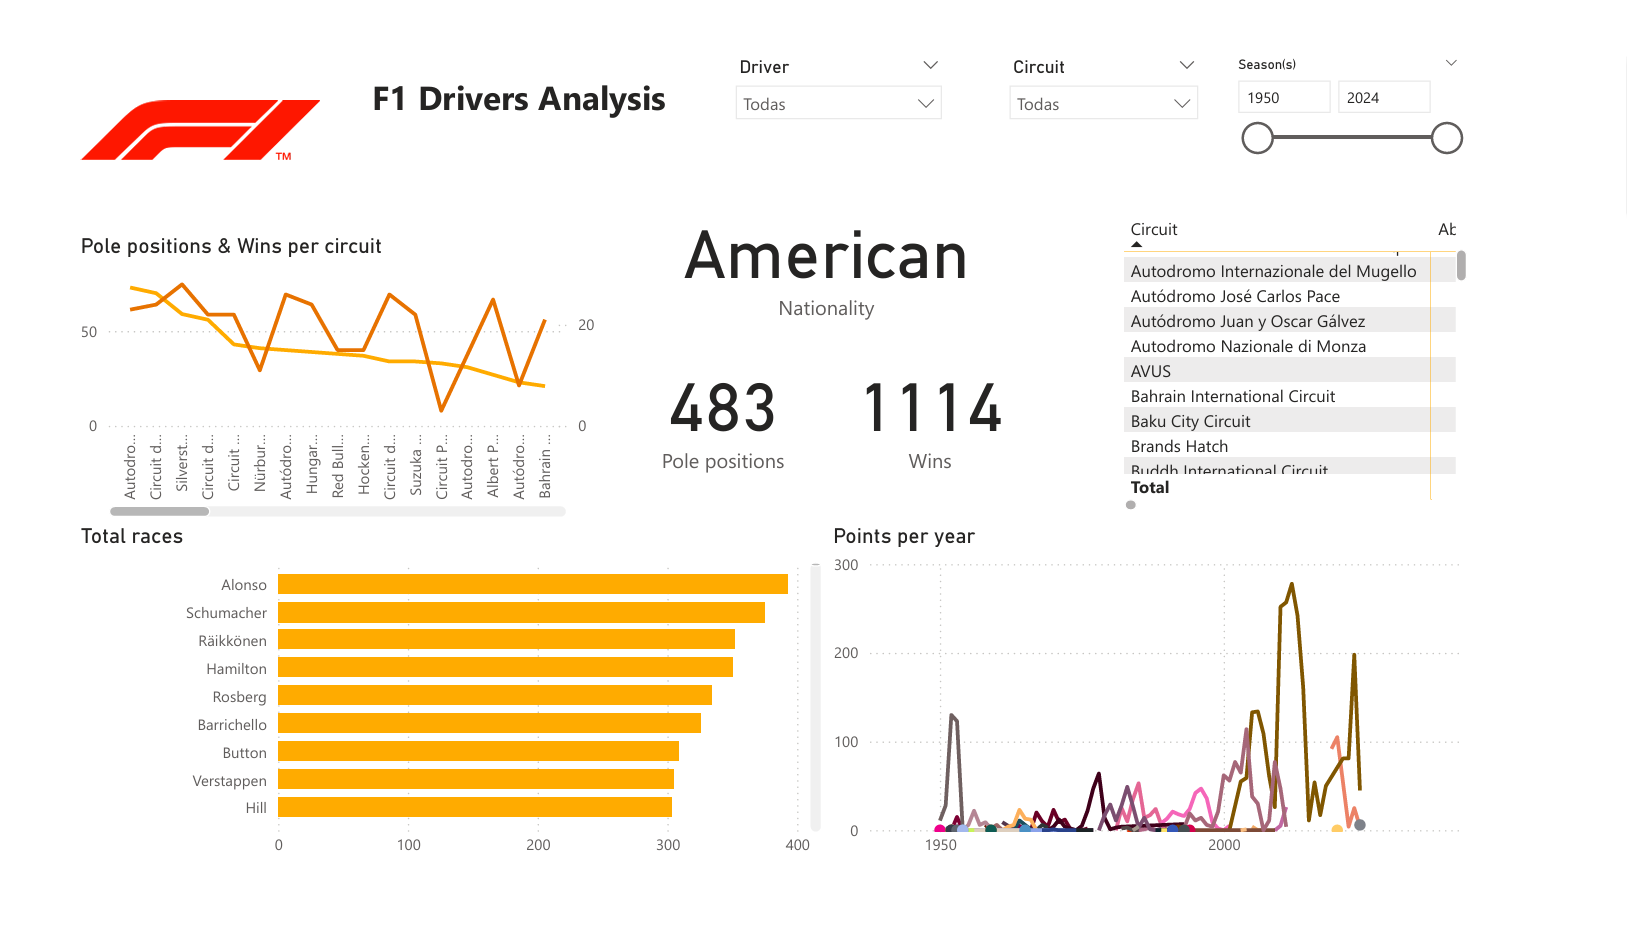 F1 Drivers Analysis
TM
Driver
Todas
Circuit
Todas
Season(s)
1950
2024
Pole positions & Wins per circuit
50
0
20
0
Autodro...
Circuit d...
Silverst...
Circuit d...
Circuit ...
Nürbur...
Autódro...
Hungar...
Red Bull...
Hocken...
Circuit d...
Suzuka ...
Circuit P...
Autodro...
Albert P...
Autódro...
Bahrain ...
American
Nationality
483
Pole positions
1114
Wins
Circuit
Autodromo Internazionale del Mugello
Autódromo José Carlos Pace
Autódromo Juan y Oscar Gálvez
Autodromo Nazionale di Monza
AVUS
Bahrain International Circuit
Baku City Circuit
Brands Hatch
Buddh International Circuit
Total
Total races
Alonso
Schumacher
Räikkönen
Hamilton
Rosberg
Barrichello
Button
Verstappen
Hill
0 100 200 300 400
Points per year
300
200
100
0
1950 2000